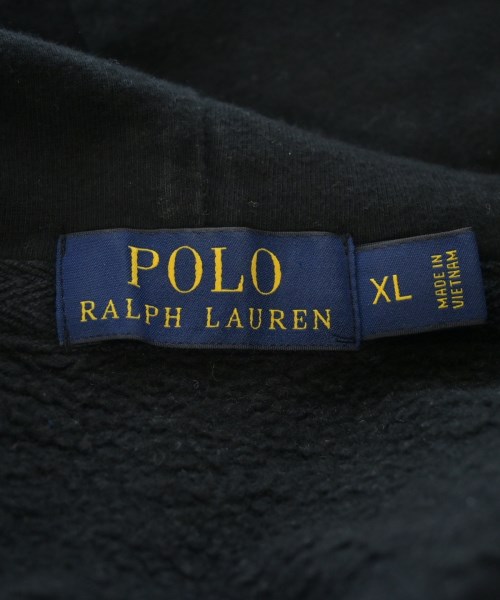 POLO
RALPH LAUREN
XL
MADE IN
VIETNAM